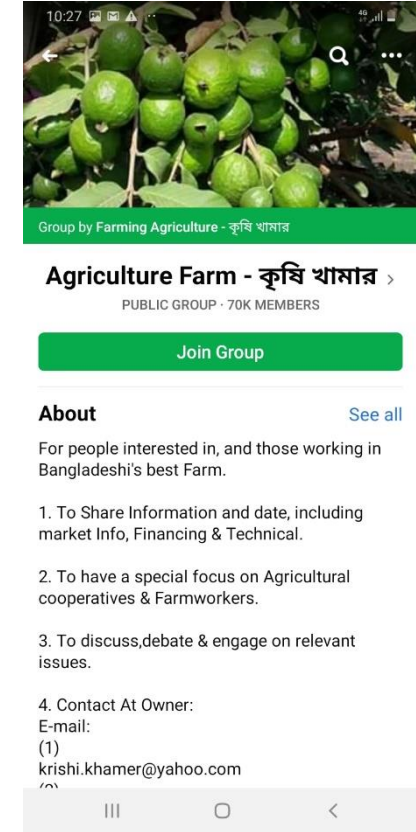 10:27
4G
Group by Farming Agriculture - কৃষি খামার
Agriculture Farm - কৃষি খামার
PUBLIC GROUP · 70K MEMBERS
Join Group
About
See all
For people interested in, and those working in
Bangladeshi's best Farm.
1. To Share Information and date, including
market Info, Financing & Technical.
2. To have a special focus on Agricultural
cooperatives & Farmworkers.
3. To discuss,debate & engage on relevant
issues.
4. Contact At Owner:
E-mail:
(1)
krishi.khamer@yahoo.com